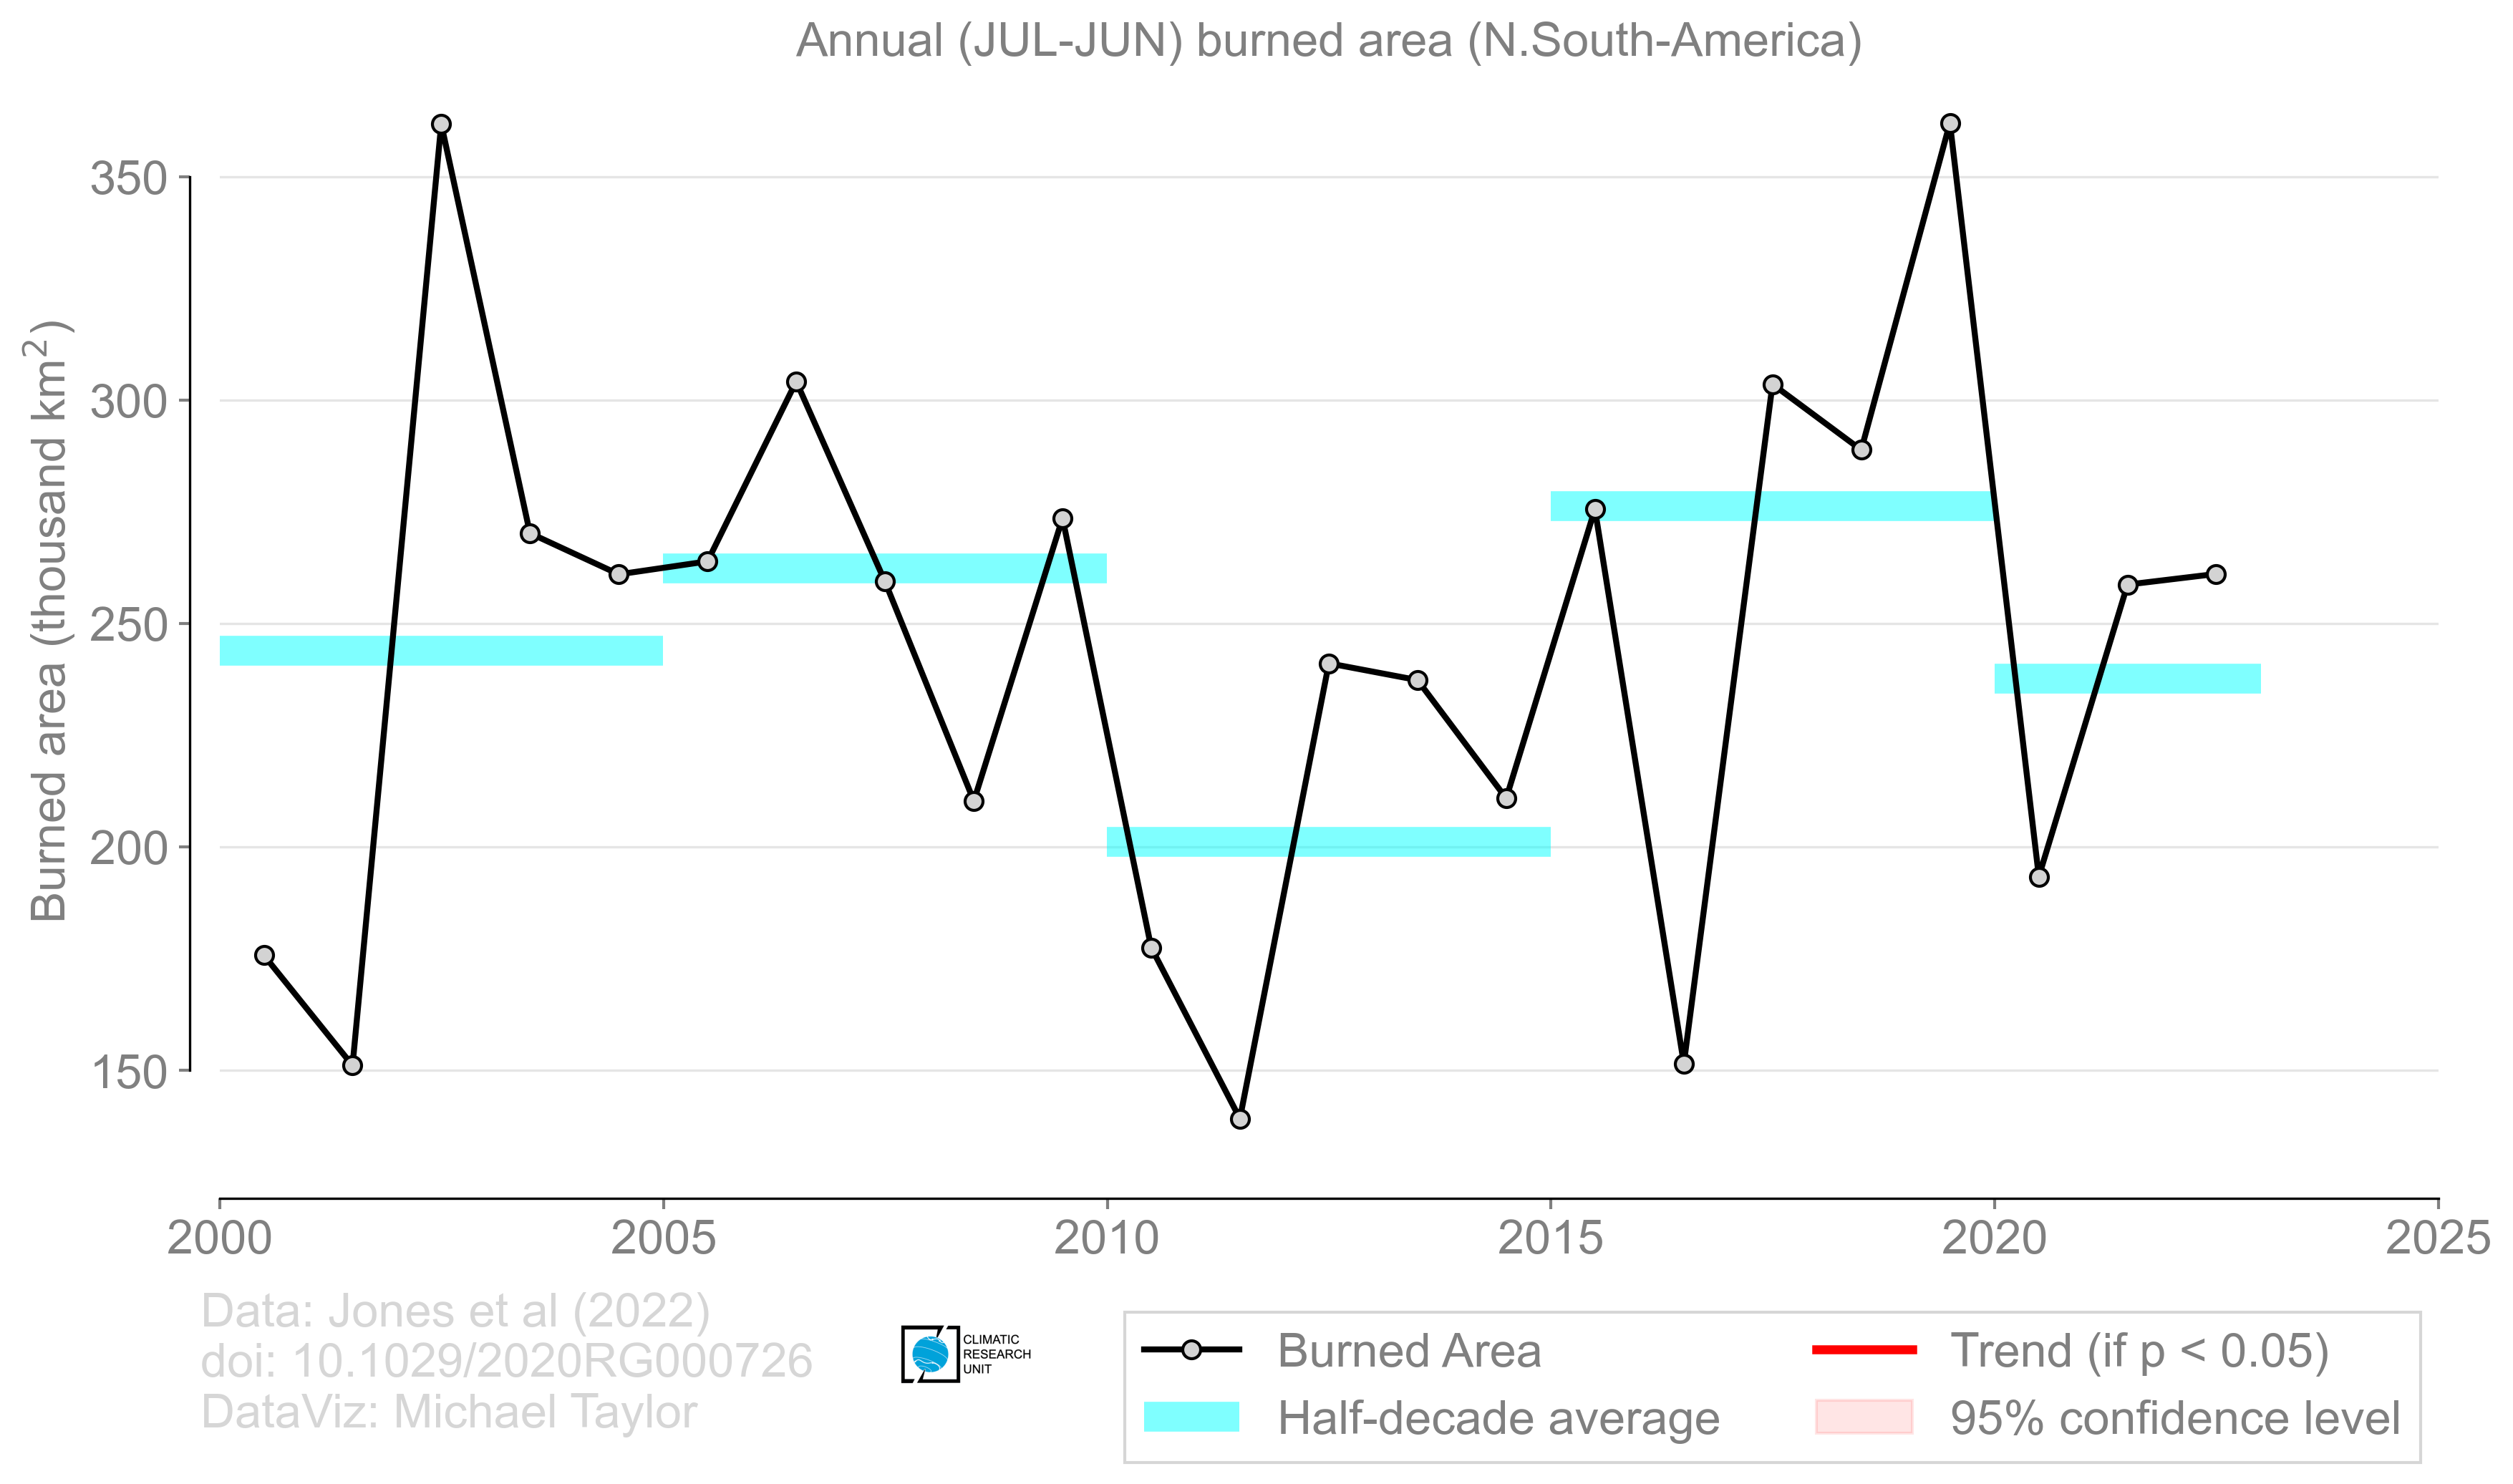 Annual (JUL-JUN) burned area (N.South-America)
Burned area (thousand km²)
350
300
250
200
150
2000 2005 2010 2015 2020 2025
Data: Jones et al (2022)
doi: 10.1029/2020RG000726
DataViz: Michael Taylor
CLIMATIC
RESEARCH
UNIT
Burned Area
Half-decade average
Trend (if p < 0.05)
95% confidence level